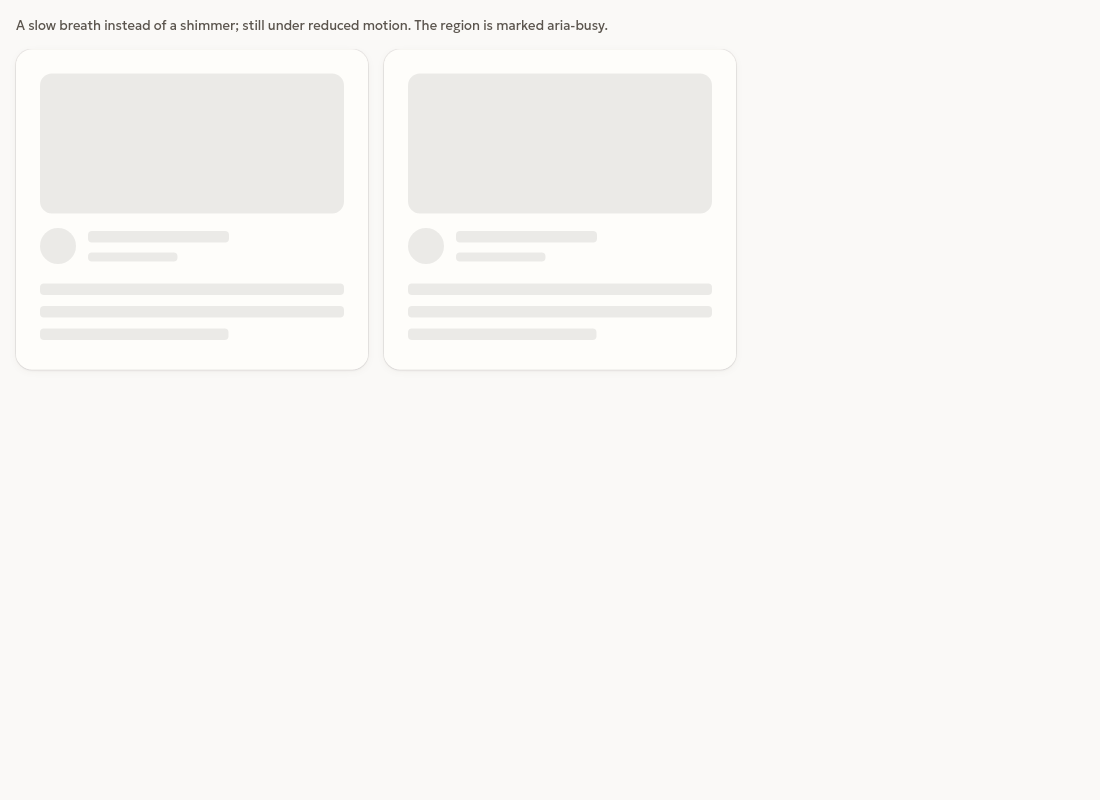 A slow breath instead of a shimmer; still under reduced motion. The region is marked aria-busy.